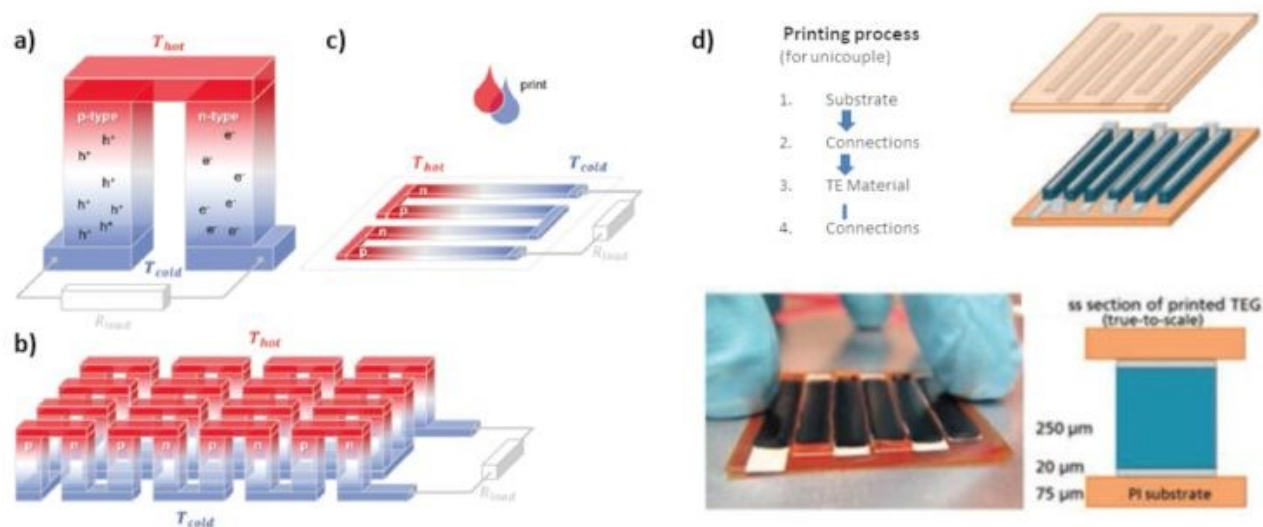 a)
T_hot
p-type
n-type
h⁺
h⁺
h⁺
h⁺
h⁺
h⁺
h⁺
e⁻
e⁻
e⁻
e⁻
e⁻
e⁻
e⁻
T_cold
R_load
b)
T_hot
p n p n p n p n
R_load
T_cold
c)
print
T_hot
T_cold
n
p
n
p
R_load
d)
Printing process
(for unicouple)
1. Substrate
2. Connections
3. TE Material
4. Connections
ss section of printed TEG
(true-to-scale)
250 µm
20 µm
75 µm
PI substrate